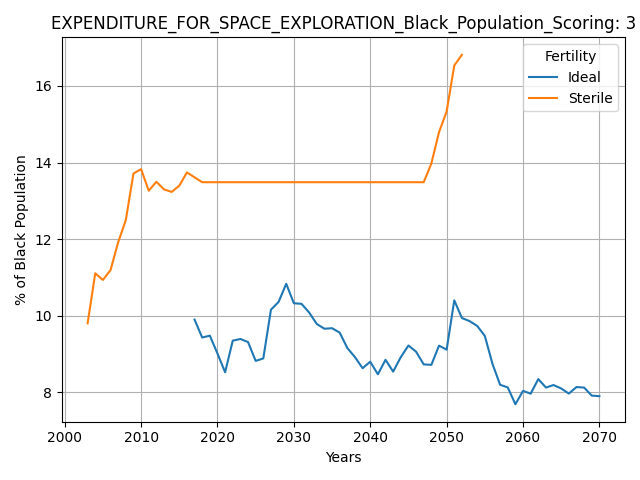 EXPENDITURE_FOR_SPACE_EXPLORATION_Black_Population_Scoring: 3
Fertility
Ideal
Sterile
% of Black Population
16
14
12
10
8
2000 2010 2020 2030 2040 2050 2060 2070
Years